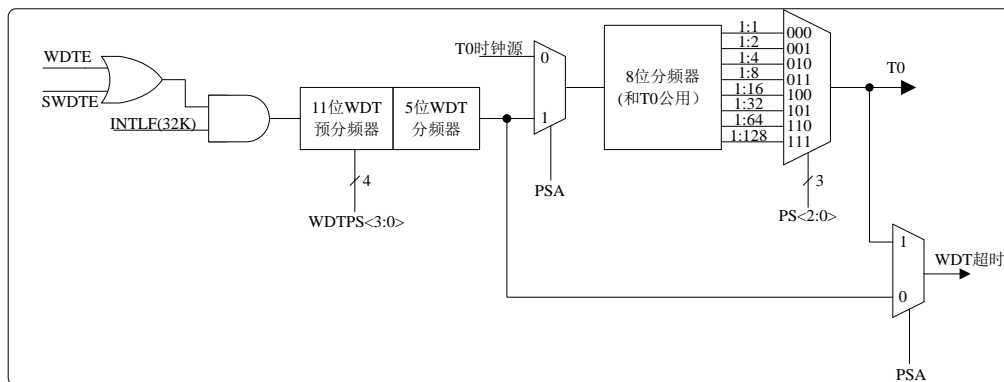 WDTE
SWDTE
INTLF(32K)
11位WDT
预分频器
5位WDT
分频器
4
WDTPS<3:0>
T0时钟源
0
1
PSA
8位分频器
(和T0公用）
1:1
1:2
1:4
1:8
1:16
1:32
1:64
1:128
000
001
010
011
100
101
110
111
3
PS<2:0>
T0
1
0
WDT超时
PSA